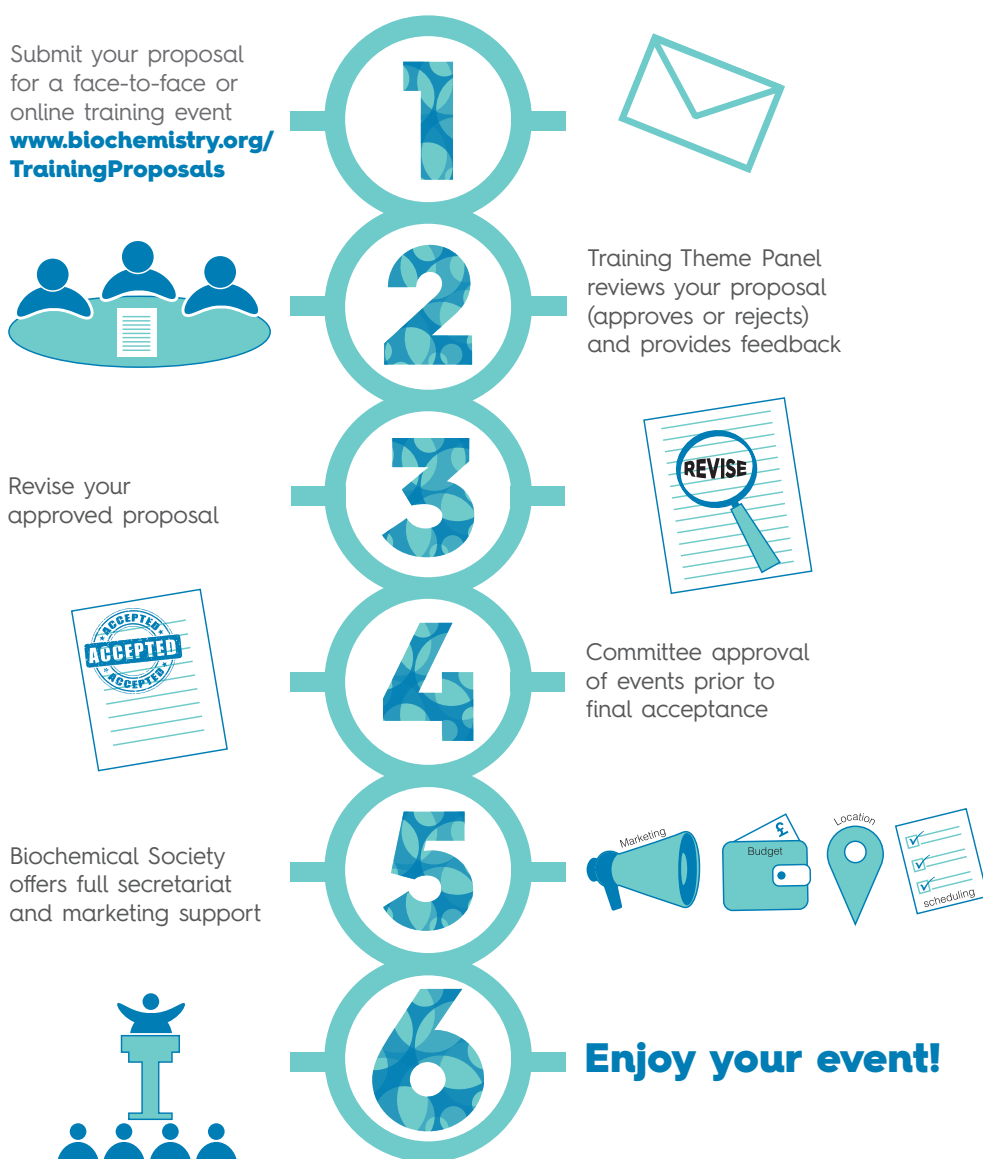 Submit your proposal
for a face-to-face or
online training event
www.biochemistry.org/
TrainingProposals
1
2
Training Theme Panel
reviews your proposal
(approves or rejects)
and provides feedback
Revise your
approved proposal
3
REVISE
ACCEPTED
ACCEPTED
ACCEPTED
4
Committee approval
of events prior to
final acceptance
Biochemical Society
offers full secretariat
and marketing support
5
Marketing
£
Budget
Location
scheduling
6
Enjoy your event!